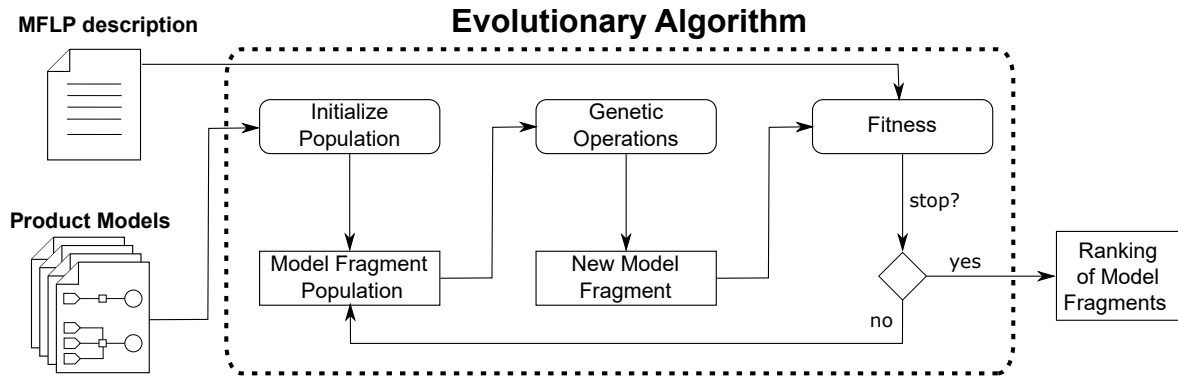 Evolutionary Algorithm
MFLP description
Initialize
Population
Genetic
Operations
Fitness
stop?
Product Models
Model Fragment
Population
New Model
Fragment
yes
no
Ranking
of Model
Fragments